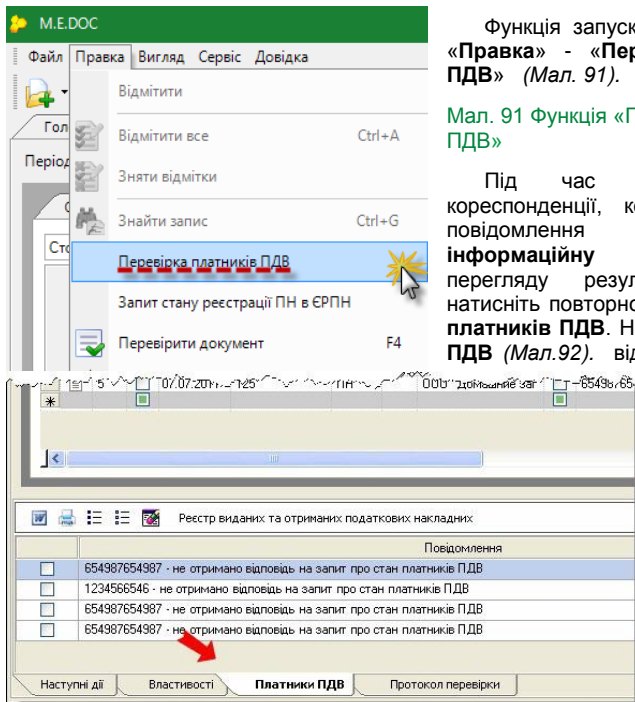 M.E.DOC
Файл Правка Вигляд Сервіс Довідка
Відмітити
Відмітити все Ctrl+A
Зняти відмітки
Знайти запис Ctrl+G
Перевірка платників ПДВ
Запит стану реєстрації ПН в ЄРПН
Перевірити документ F4
Гол
Період
Сто
Функція запуск
«Правка» - «Пер
ПДВ» (Мал. 91).
Мал. 91 Функція «П
ПДВ»
Під час
кореспонденції, к
повідомлення
інформаційну
перегляду резул
натисніть повторно
платників ПДВ. Н
ПДВ (Мал.92). від
Реєстр виданих та отриманих податкових накладних
Повідомлення
654987654987 - не отримано відповідь на запит про стан платників ПДВ
1234566546 - не отримано відповідь на запит про стан платників ПДВ
654987654987 - не отримано відповідь на запит про стан платників ПДВ
654987654987 - не отримано відповідь на запит про стан платників ПДВ
Наступні дії Властивості Платники ПДВ Протокол перевірки